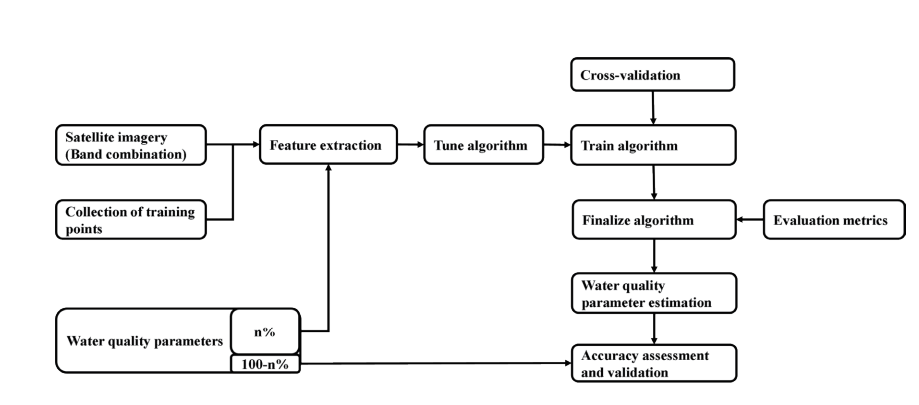 Cross-validation
Satellite imagery
(Band combination)
Feature extraction
Tune algorithm
Train algorithm
Collection of training
points
Finalize algorithm
Evaluation metrics
Water quality
parameter estimation
Water quality parameters
n%
100-n%
Accuracy assessment
and validation